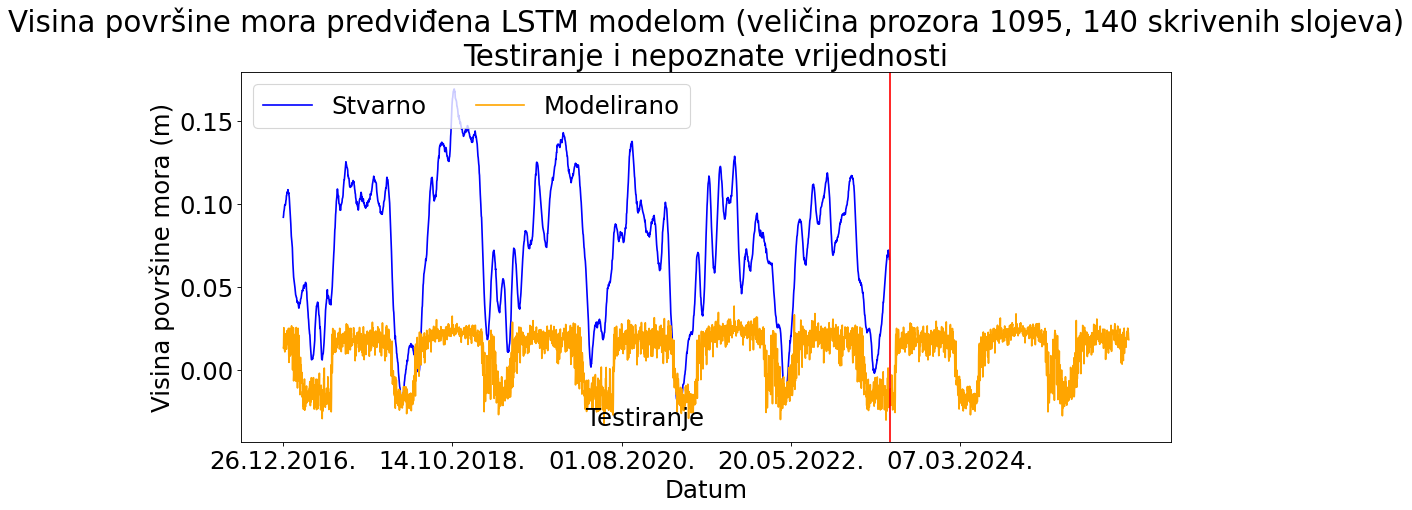 Visina površine mora predviđena LSTM modelom (veličina prozora 1095, 140 skrivenih slojeva)
Testiranje i nepoznate vrijednosti
Stvarno Modelirano
Visina površine mora (m)
0.15
0.10
0.05
0.00
Testiranje
26.12.2016. 14.10.2018. 01.08.2020. 20.05.2022. 07.03.2024.
Datum